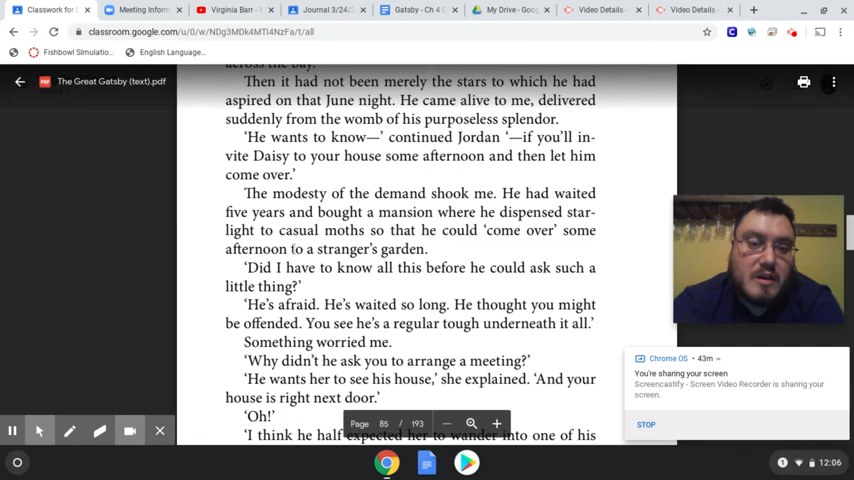 Classwork for E
Meeting Inform
Virginia Barr -
Journal 3/24/
Gatsby - Ch 4 Q
My Drive - Goog
Video Details -
Video Details -
classroom.google.com/u/0/w/NDg3MDk4MTI4NzFa/t/all
Fishbowl SImulatio...
English Language...
The Great Gatsby (text).pdf
across the bay.
Then it had not been merely the stars to which he had
aspired on that June night. He came alive to me, delivered
suddenly from the womb of his purposeless splendor.
‘He wants to know—’ continued Jordan ‘—if you’ll in-
vite Daisy to your house some afternoon and then let him
come over.’
The modesty of the demand shook me. He had waited
five years and bought a mansion where he dispensed star-
light to casual moths so that he could ‘come over’ some
afternoon to a stranger’s garden.
‘Did I have to know all this before he could ask such a
little thing?’
‘He’s afraid. He’s waited so long. He thought you might
be offended. You see he’s a regular tough underneath it all.’
Something worried me.
‘Why didn’t he ask you to arrange a meeting?’
‘He wants her to see his house,’ she explained. ‘And your
house is right next door.’
‘Oh!’
‘I think he half expected her to wander into one of his
Page 85 / 193
Chrome OS • 43m
You're sharing your screen
Screencastify - Screen Video Recorder is sharing your
screen.
STOP
1 12:06